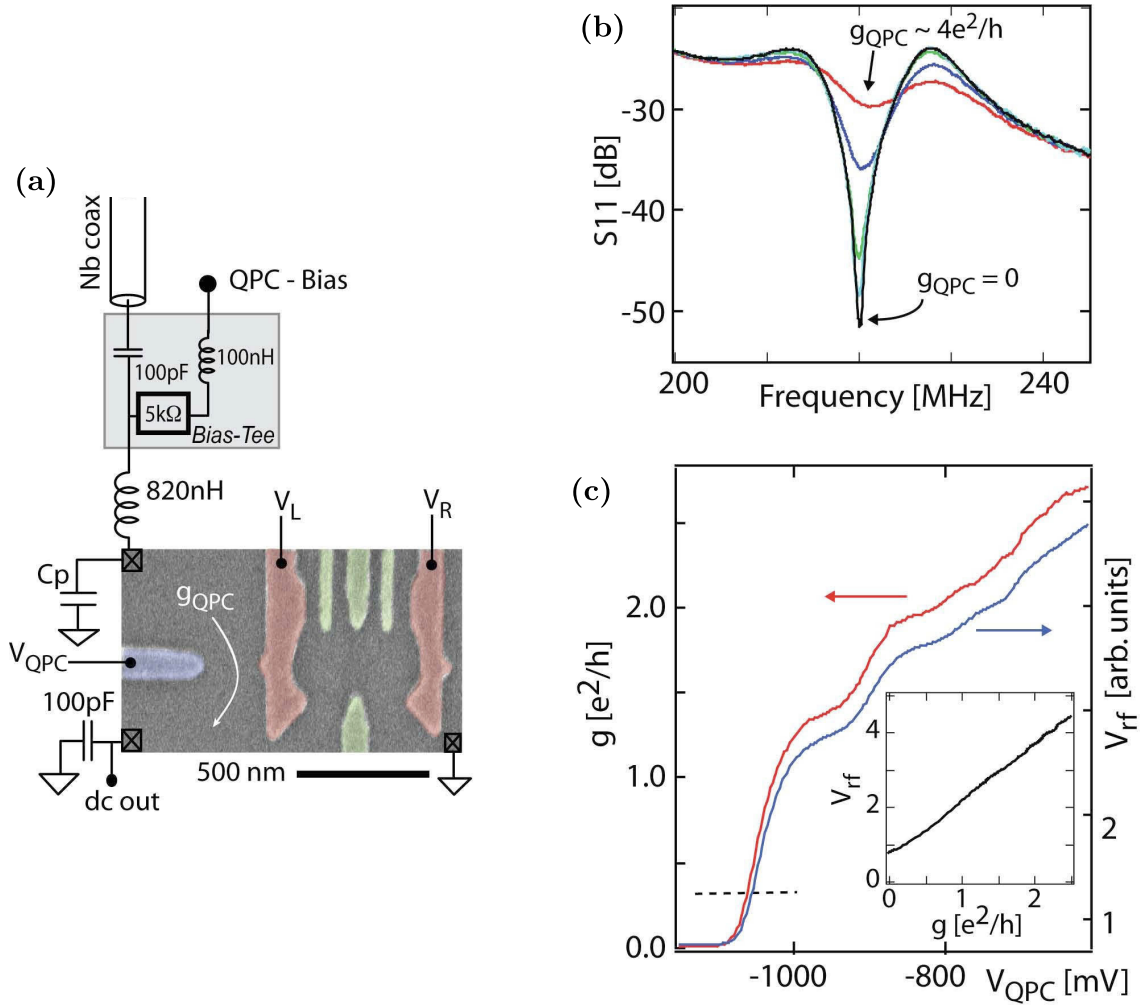 (a)
Nb coax
QPC - Bias
100pF
100nH
5kΩ
Bias-Tee
820nH
V_L
V_R
Cp
g_QPC
V_QPC
100pF
500 nm
dc out
(b)
g_QPC ~ 4e²/h
-30
S11 [dB]
-40
g_QPC = 0
-50
200
240
Frequency [MHz]
(c)
g [e²/h]
2.0
1.0
0.0
-1000
-800
V_QPC [mV]
V_rf [arb. units]
2
1
V_rf
4
2
0
0
1
2
g [e²/h]